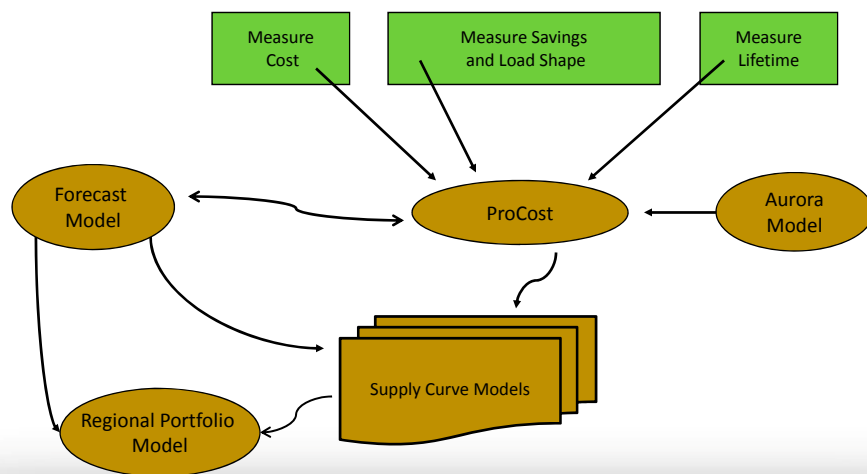 Measure
Cost
Measure Savings
and Load Shape
Measure
Lifetime
Forecast
Model
ProCost
Aurora
Model
Supply Curve Models
Regional Portfolio
Model